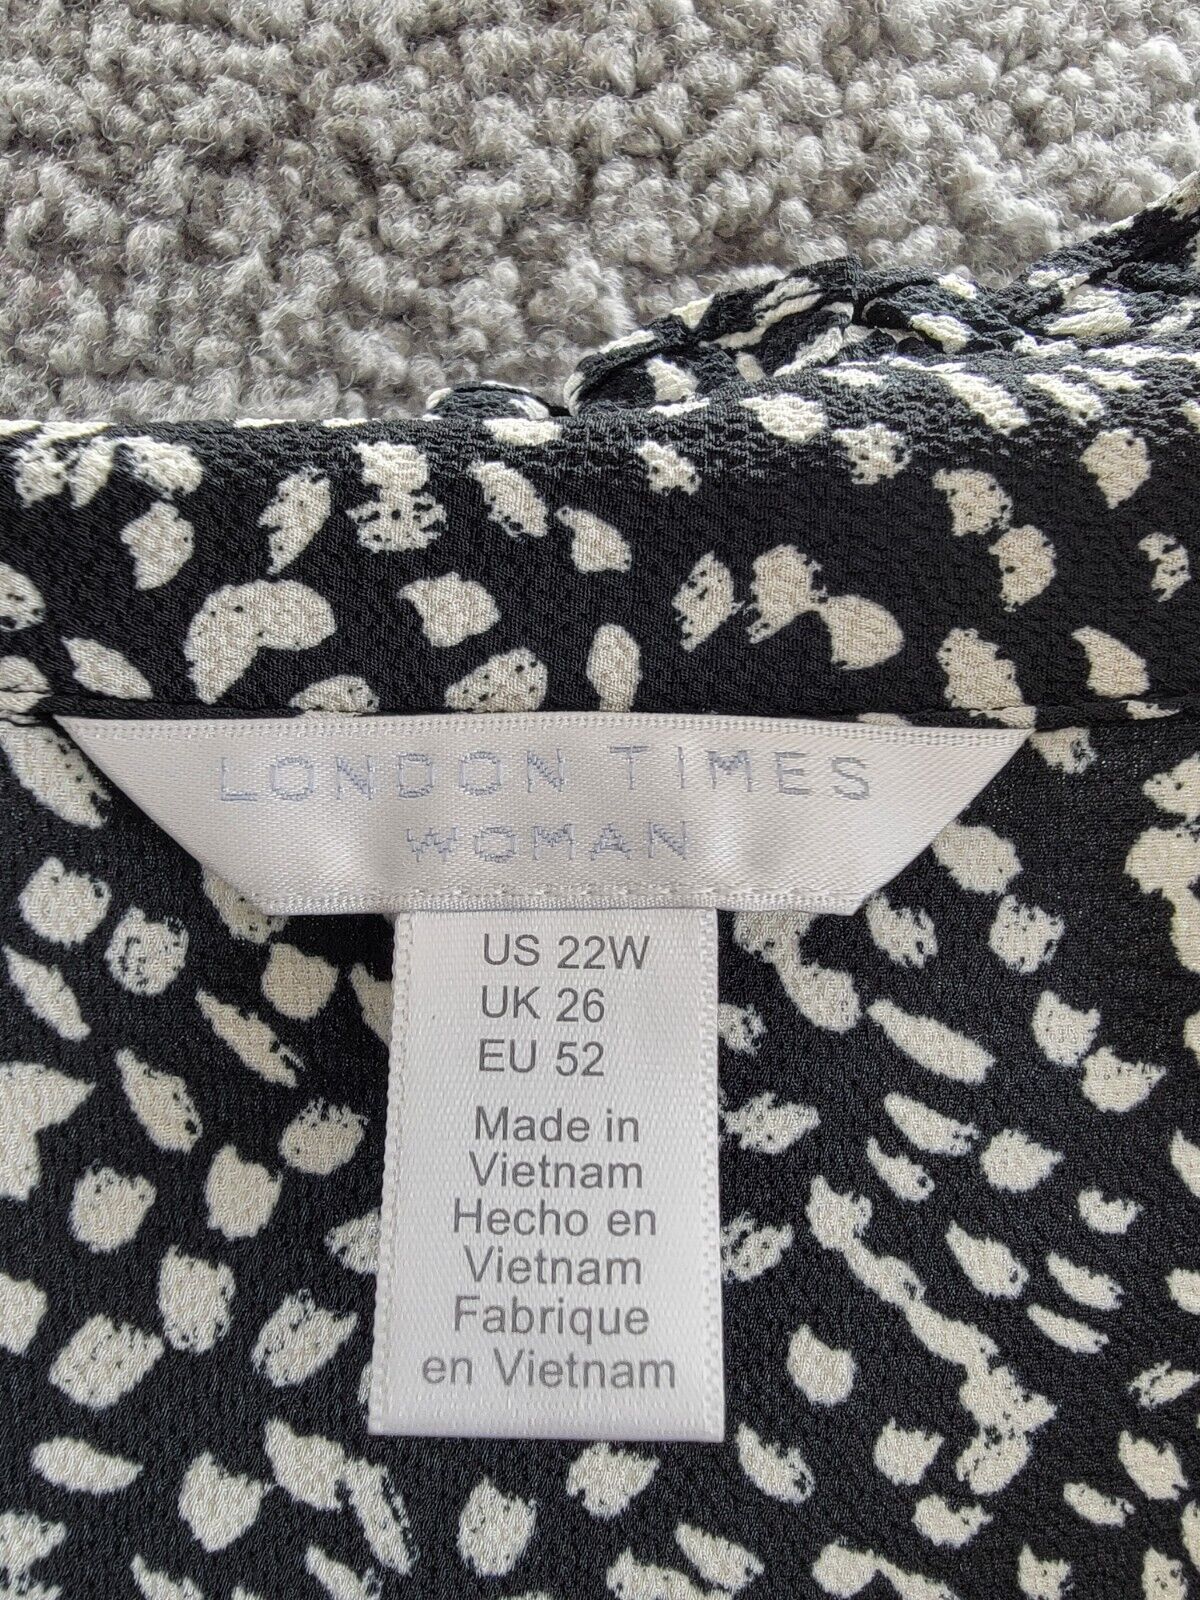 LONDON TIMES
WOMAN
US 22W
UK 26
EU 52
Made in
Vietnam
Hecho en
Vietnam
Fabrique
en Vietnam